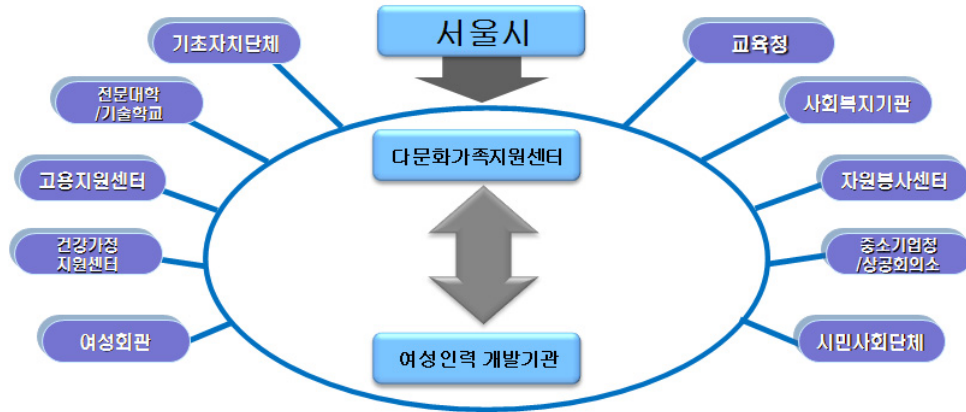 서울시
기초자치단체
교육청
전문대학
/기술학교
사회복지기관
다문화가족지원센터
고용지원센터
자원봉사센터
건강가정
지원센터
중소기업청
/상공회의소
여성회관
시민사회단체
여성인력 개발기관